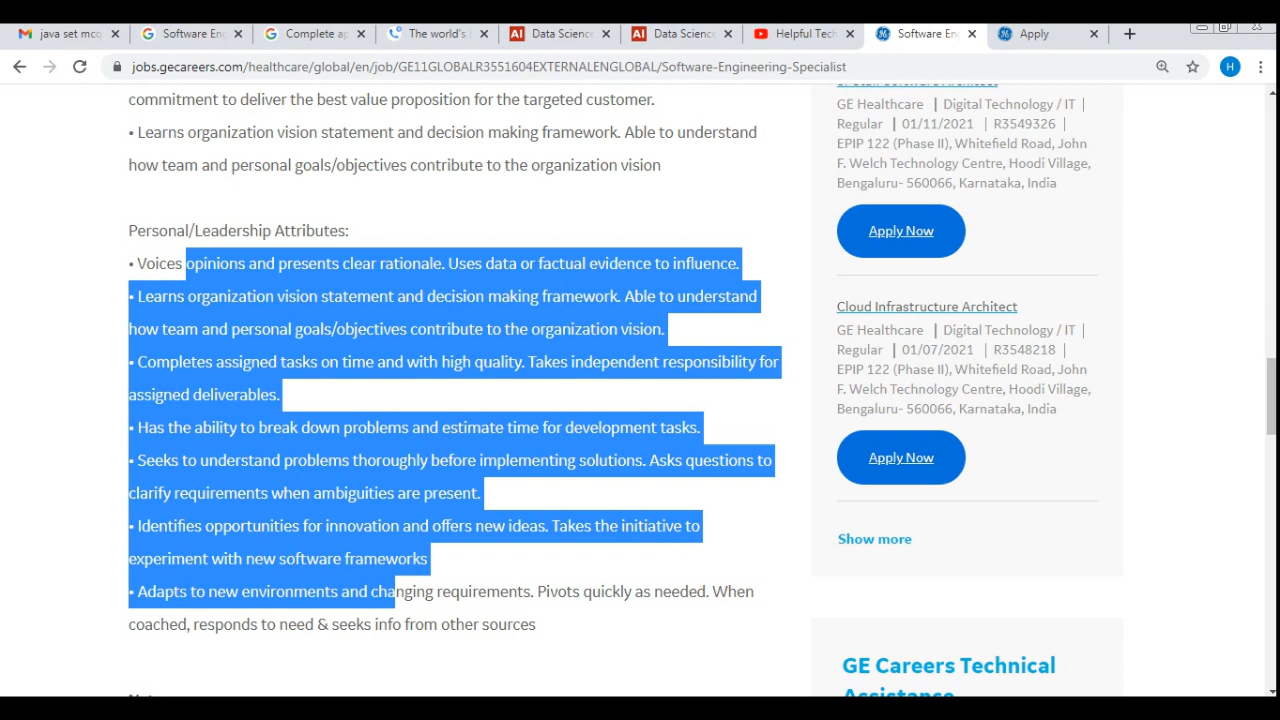 java set mcq
Software En
Complete ap
The world's
Data Science
Data Science
Helpful Tech
Software En
Apply
jobs.gecareers.com/healthcare/global/en/job/GE11GLOBALR3551604EXTERNALENGLOBAL/Software-Engineering-Specialist
H
commitment to deliver the best value proposition for the targeted customer.
• Learns organization vision statement and decision making framework. Able to understand
how team and personal goals/objectives contribute to the organization vision
Personal/Leadership Attributes:
• Voices opinions and presents clear rationale. Uses data or factual evidence to influence.
• Learns organization vision statement and decision making framework. Able to understand
how team and personal goals/objectives contribute to the organization vision.
• Completes assigned tasks on time and with high quality. Takes independent responsibility for
assigned deliverables.
• Has the ability to break down problems and estimate time for development tasks.
• Seeks to understand problems thoroughly before implementing solutions. Asks questions to
clarify requirements when ambiguities are present.
• Identifies opportunities for innovation and offers new ideas. Takes the initiative to
experiment with new software frameworks
• Adapts to new environments and changing requirements. Pivots quickly as needed. When
coached, responds to need & seeks info from other sources
Software Architect
GE Healthcare | Digital Technology / IT |
Regular | 01/11/2021 | R3549326 |
EPIP 122 (Phase II), Whitefield Road, John
F. Welch Technology Centre, Hoodi Village,
Bengaluru- 560066, Karnataka, India
Apply Now
Cloud Infrastructure Architect
GE Healthcare | Digital Technology / IT |
Regular | 01/07/2021 | R3548218 |
EPIP 122 (Phase II), Whitefield Road, John
F. Welch Technology Centre, Hoodi Village,
Bengaluru- 560066, Karnataka, India
Apply Now
Show more
GE Careers Technical
Assistance